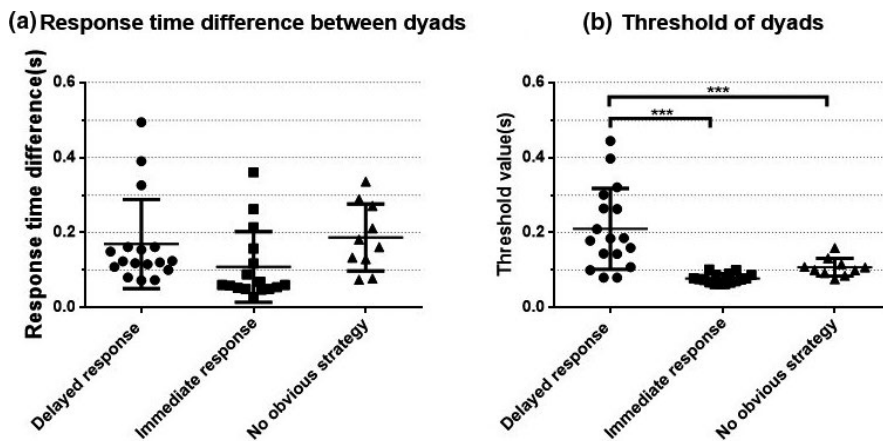 (a) Response time difference between dyads
Response time difference(s)
0.6
0.4
0.2
0.0
Delayed response
Immediate response
No obvious strategy
(b) Threshold of dyads
Threshold value(s)
0.6
0.4
0.2
0.0
***
***
Delayed response
Immediate response
No obvious strategy